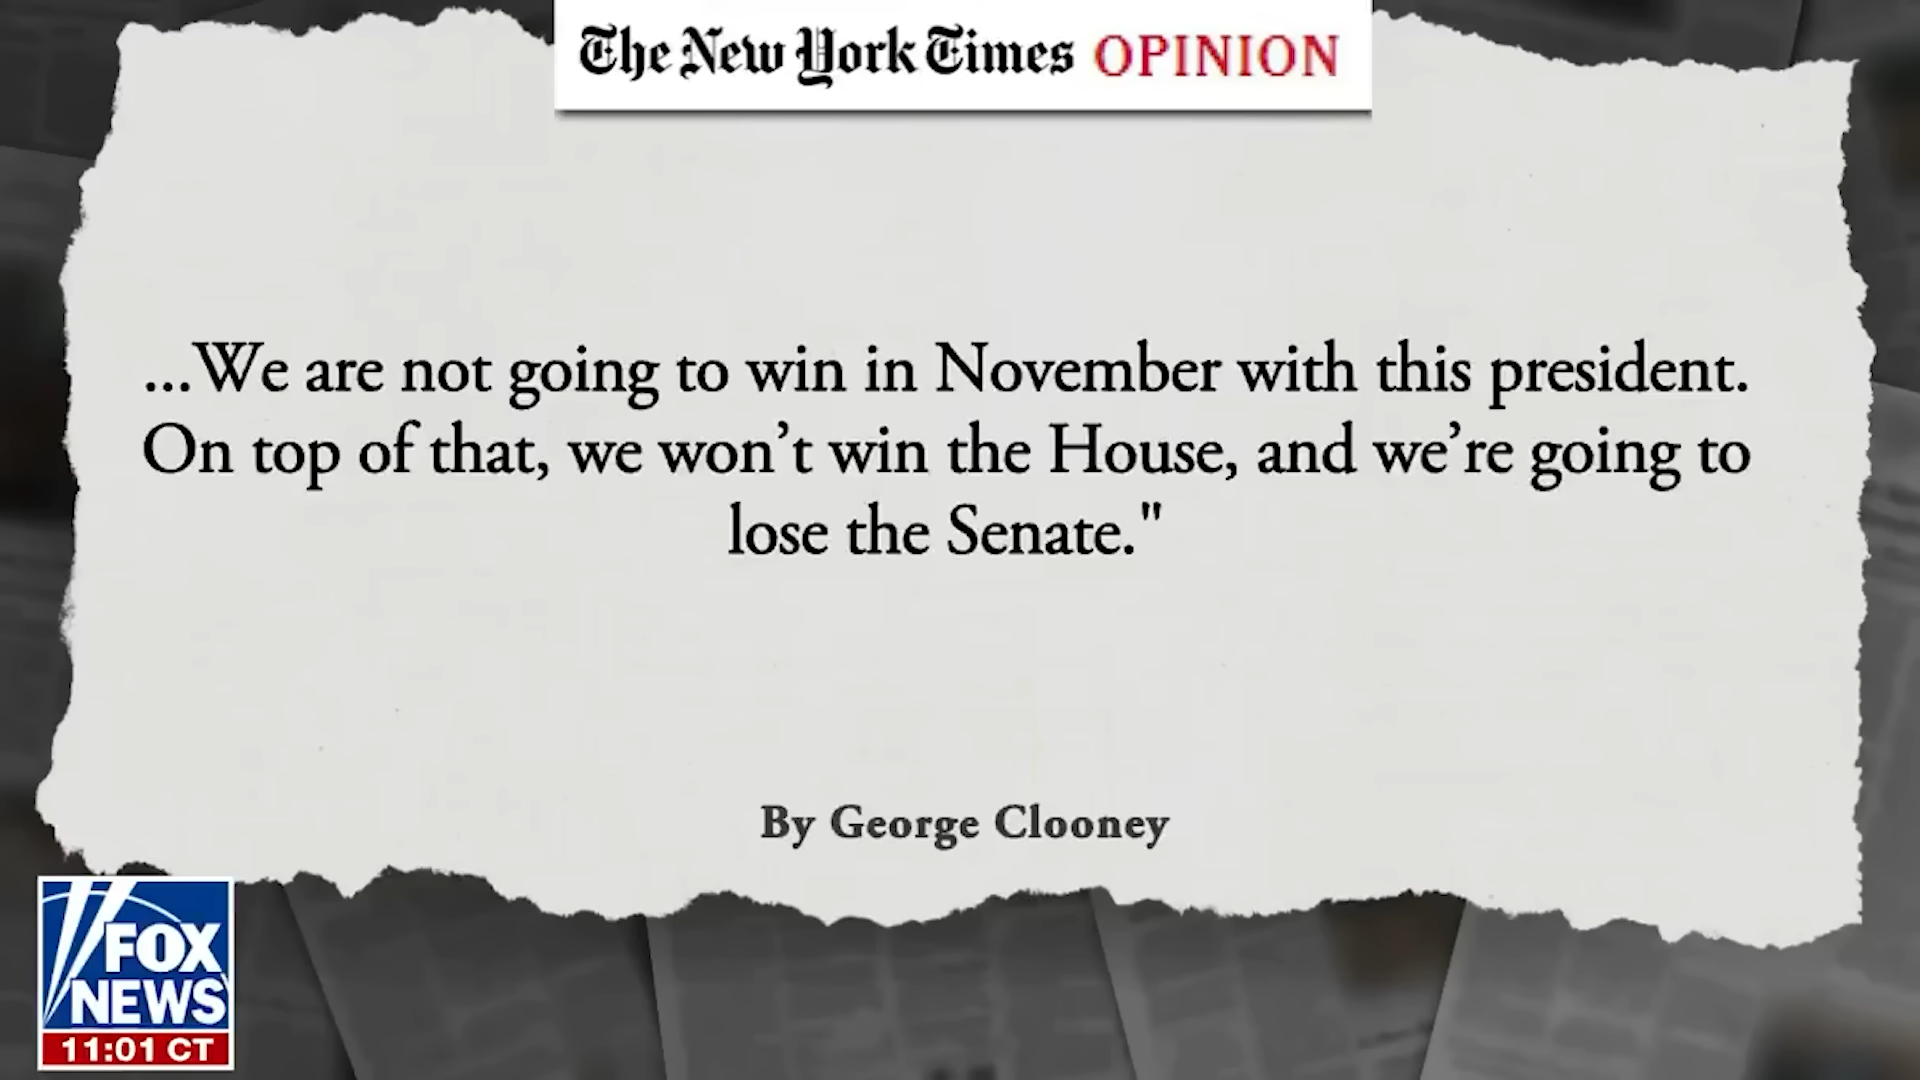 The New York Times OPINION
...We are not going to win in November with this president.
On top of that, we won’t win the House, and we’re going to
lose the Senate."
By George Clooney
FOX
NEWS
11:01 CT